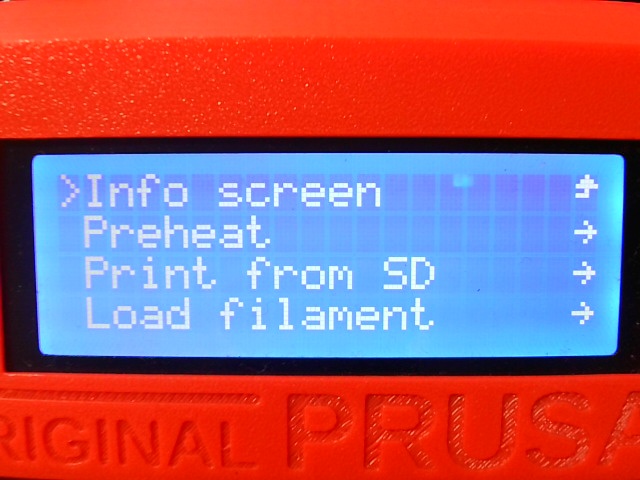 >Info screen
Preheat →
Print from SD →
Load filament →
RIGINAL PRUSA